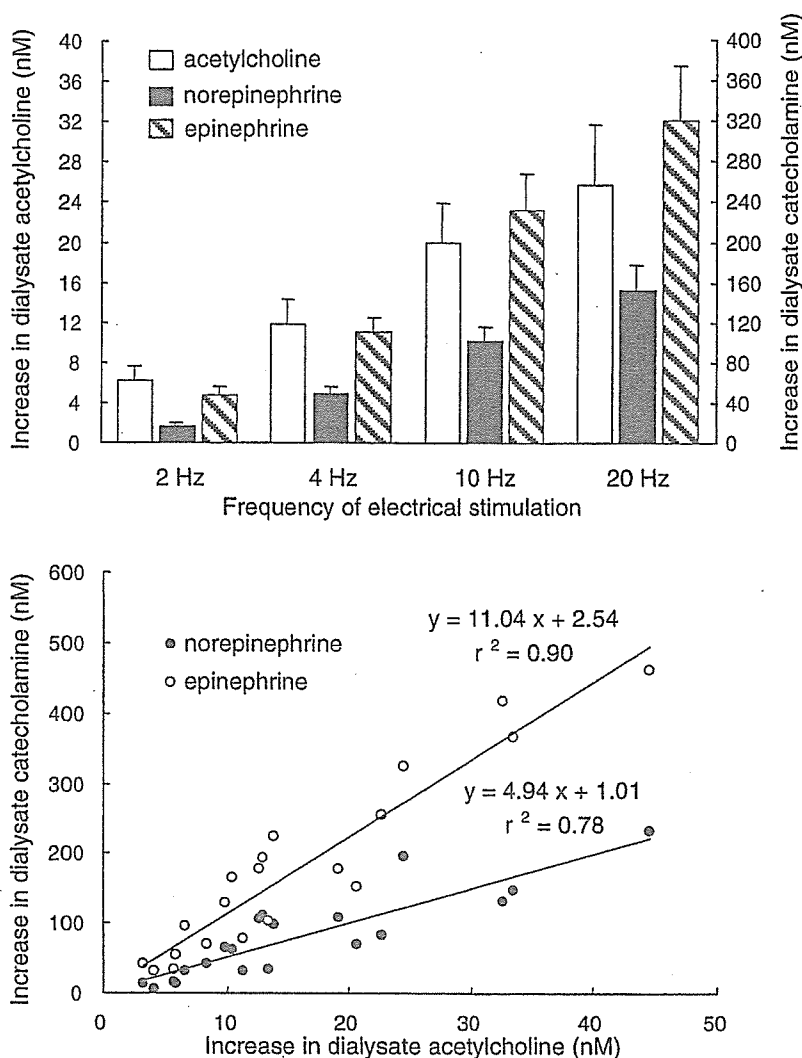 Increase in dialysate acetylcholine (nM)
40
36
32
28
24
20
16
12
8
4
0
acetylcholine
norepinephrine
epinephrine
400
360
320
280
240
200
160
120
80
40
0
Increase in dialysate catecholamine (nM)
2 Hz 4 Hz 10 Hz 20 Hz
Frequency of electrical stimulation
Increase in dialysate catecholamine (nM)
600
500
400
300
200
100
0
norepinephrine
epinephrine
y = 11.04 x + 2.54
r 2 = 0.90
y = 4.94 x + 1.01
r 2 = 0.78
0 10 20 30 40 50
Increase in dialysate acetylcholine (nM)